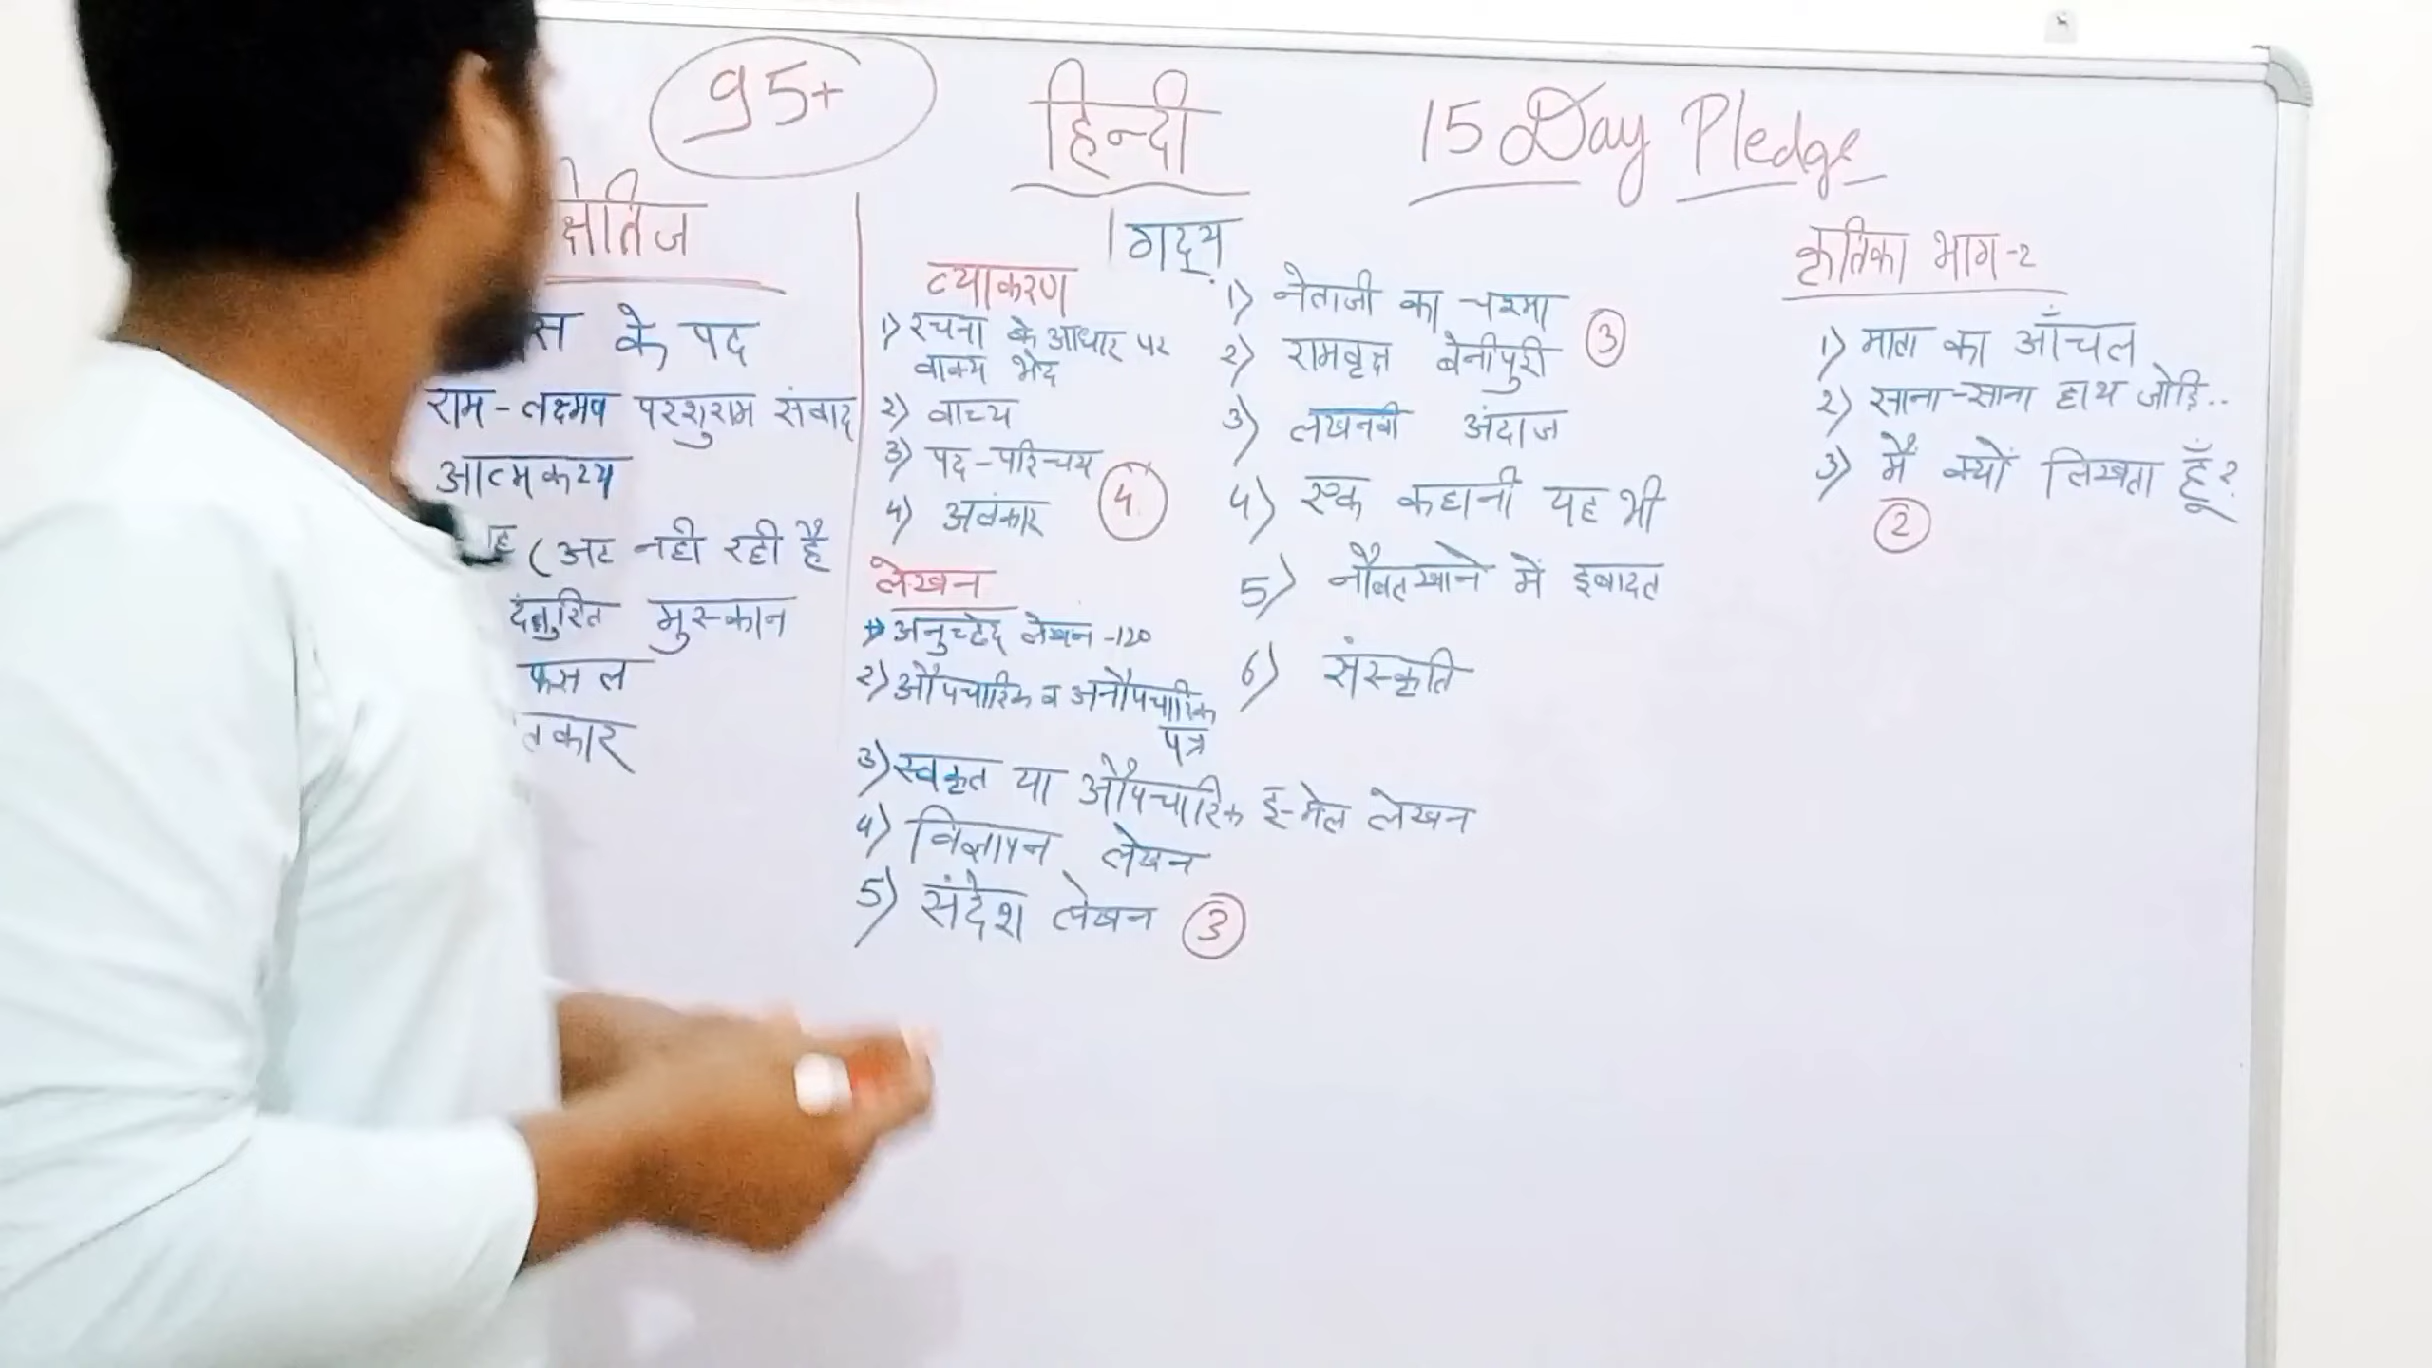 95+
हिन्दी
15 Day Pledge
क्षितिज
के पद
राम-लक्ष्मण परशुराम संवाद
आत्मकथ्य
(अट नही रही है
दंतुरित मुस्कान
फसल
गद्य
व्याकरण
1) रचना के आधार पर
वाक्य भेद
2) वाच्य
3) पद-परिचय
4) अलंकार
4
लेखन
1) अनुच्छेद लेखन -120
2) औपचारिक व अनौपचारिक
पत्र
3) स्ववृत या औपचारिक ई-मेल लेखन
4) विज्ञापन लेखन
5) संदेश लेखन 3
1) नेताजी का चश्मा
3
2) रामवृक्ष बेनीपुरी
3) लखनवी अंदाज
4) एक कहानी यह भी
5) नौबतखाने में इबादत
6) संस्कृति
कृतिका भाग-2
1) माता का आँचल
2) साना-साना हाथ जोड़ि..
3) मैं क्यों लिखता हूँ?
2